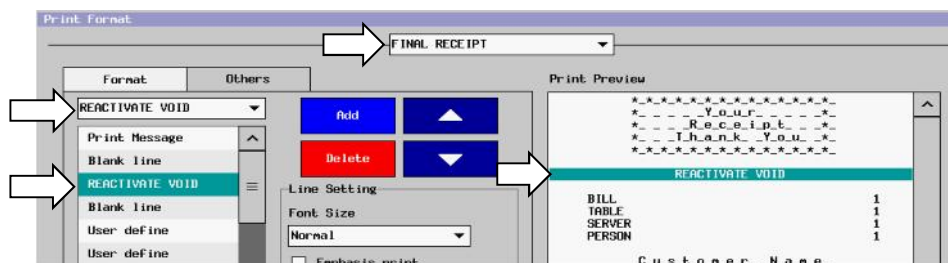 Print Format
FINAL RECEIPT
Format Others
REACTIVATE VOID
Print Message
Blank line
REACTIVATE VOID
Blank line
User define
User define
Add
Delete
Line Setting
Font Size
Normal
Emphasis print
Print Preview
*_*_*_*_*_*_*_*_*_*_*_*_*_*_
*_ _ _ _ _Y_o_u_r_ _ _ _ _*_
*_ _ _ _R_e_c_e_i_p_t_ _ _*_
*_ _ _T_h_a_n_k_ _Y_o_u_ _*_
*_*_*_*_*_*_*_*_*_*_*_*_*_*_
REACTIVATE VOID
BILL 1
TABLE 1
SERVER 1
PERSON 1
Customer Name